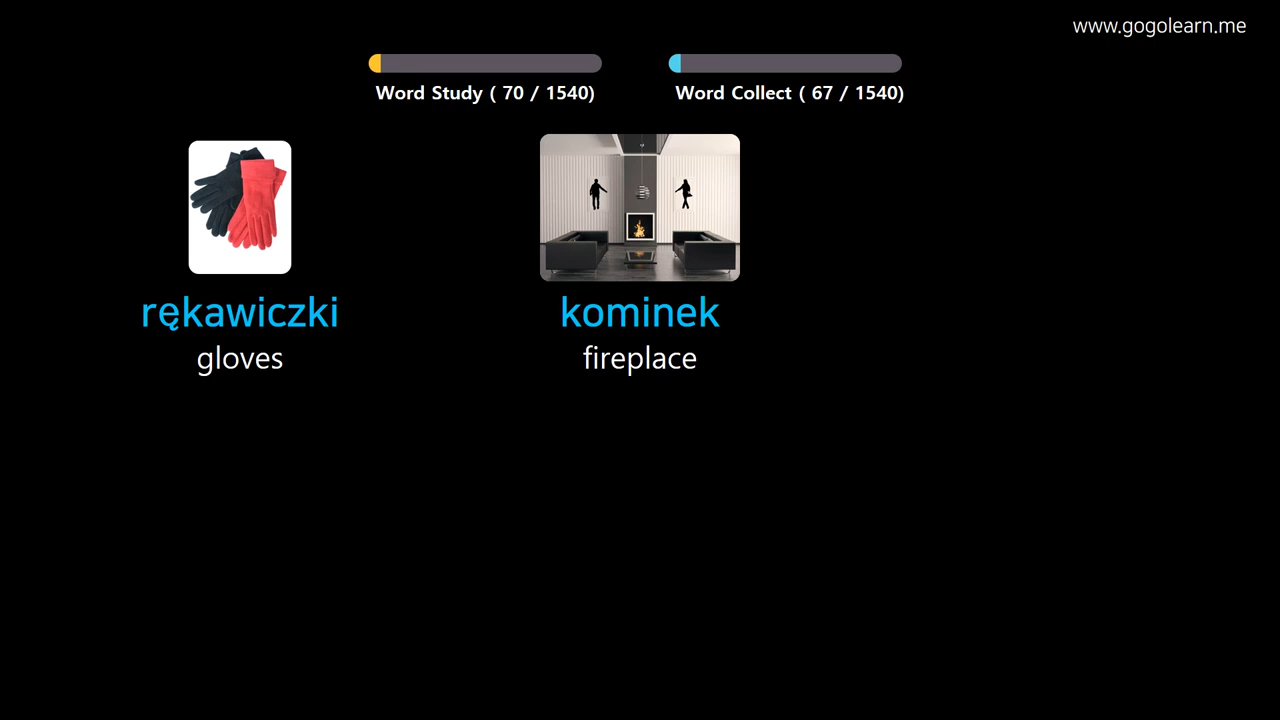 www.gogolearn.me
Word Study ( 70 / 1540)
Word Collect ( 67 / 1540)
rękawiczki
gloves
kominek
fireplace